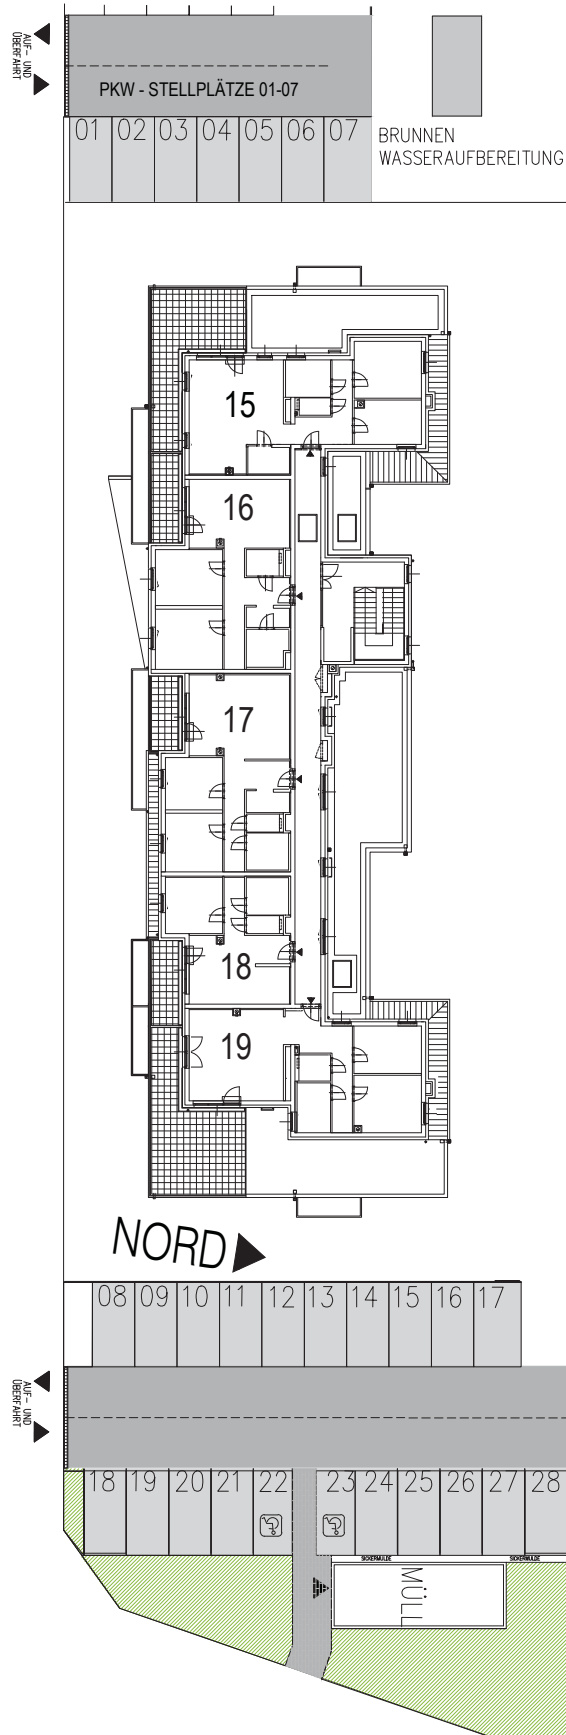 AUF- UND
ÜBERFAHRT
PKW - STELLPLÄTZE 01-07
01 02 03 04 05 06 07
BRUNNEN
WASSERAUFBEREITUNG
15
16
17
18
19
NORD
08 09 10 11 12 13 14 15 16 17
AUF- UND
ÜBERFAHRT
18 19 20 21 22 23 24 25 26 27 28
SICKERMULDE SICKERMULDE
MÜLL